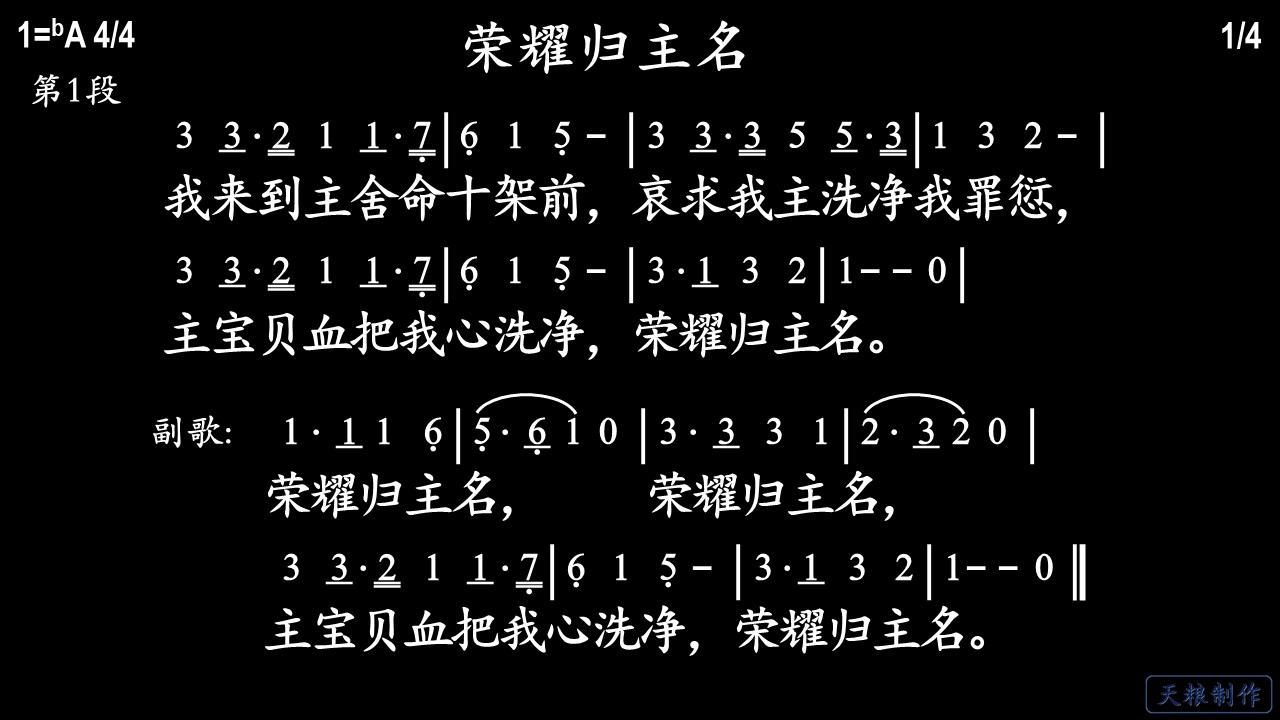 1=ᵇA 4/4
荣耀归主名
1/4
第1段
3 3·2 1 1·7̣|6̣ 1 5̣ −|3 3·3 5 5·3|1 3 2 −|
我来到主舍命十架前，哀求我主洗净我罪愆，
3 3·2 1 1·7̣|6̣ 1 5̣ −|3·1 3 2|1−− 0|
主宝贝血把我心洗净，荣耀归主名。
副歌: 1·1 1 6̣|5̣·6̣ 1 0|3·3 3 1|2·3 2 0|
荣耀归主名，荣耀归主名，
3 3·2 1 1·7̣|6̣ 1 5̣ −|3·1 3 2|1−− 0‖
主宝贝血把我心洗净，荣耀归主名。
天粮制作